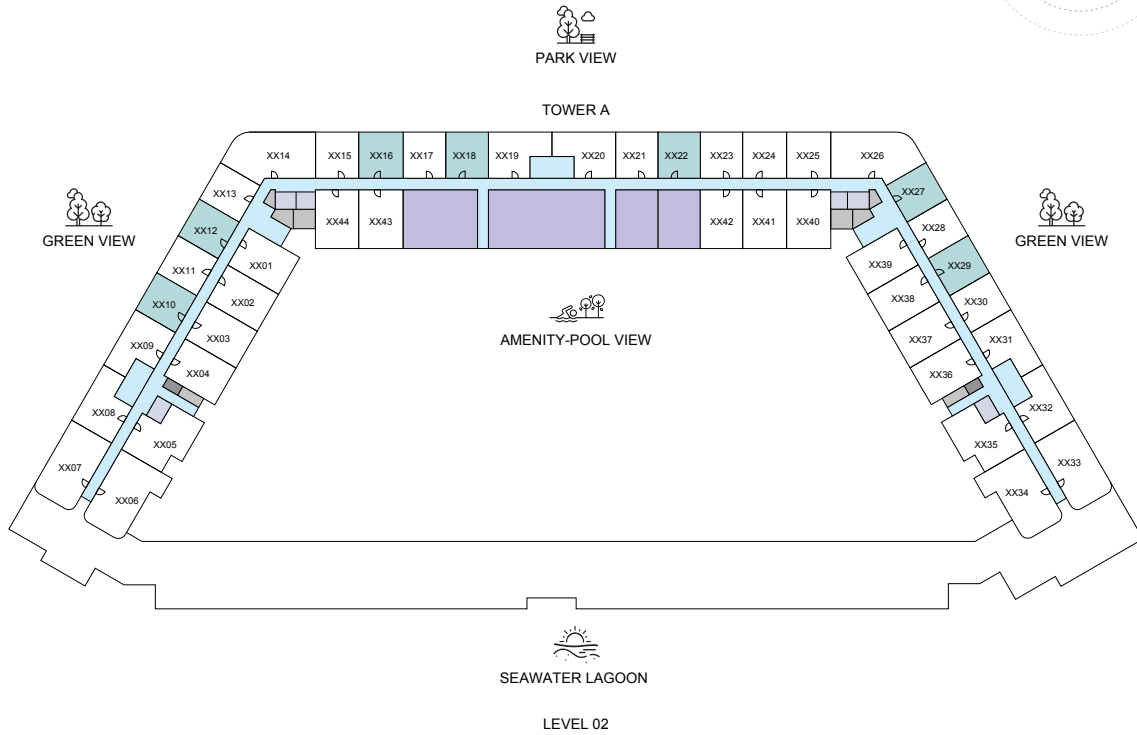 PARK VIEW
TOWER A
XX14
XX15
XX16
XX17
XX18
XX19
XX20
XX21
XX22
XX23
XX24
XX25
XX26
XX13
XX27
XX44
XX43
XX42
XX41
XX40
XX12
XX28
GREEN VIEW
GREEN VIEW
XX11
XX01
XX39
XX29
XX10
XX02
XX38
XX30
XX09
XX03
XX37
XX31
AMENITY-POOL VIEW
XX04
XX36
XX08
XX32
XX05
XX35
XX07
XX33
XX06
XX34
SEAWATER LAGOON
LEVEL 02